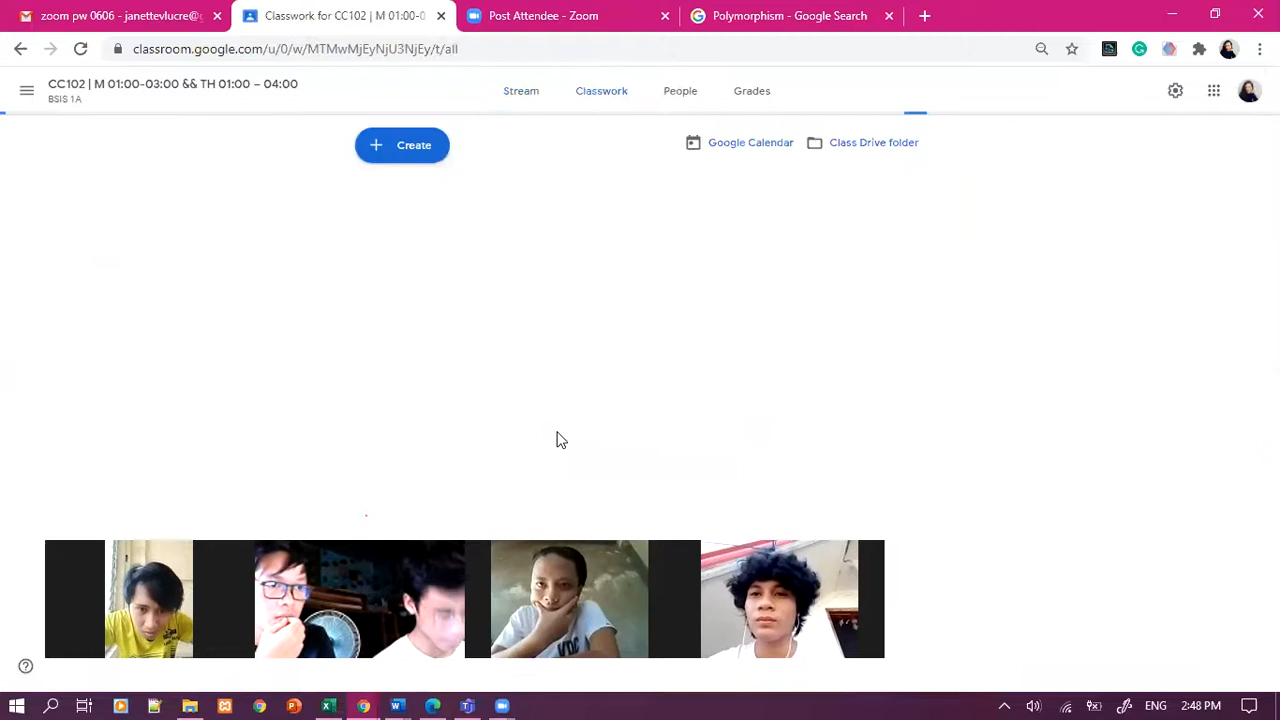 zoom pw 0606 - janettevlucre@g
Classwork for CC102 | M 01:00-0
Post Attendee - Zoom
Polymorphism - Google Search
classroom.google.com/u/0/w/MTMwMjEyNjU3NjEy/t/all
CC102 | M 01:00-03:00 && TH 01:00 – 04:00
BSIS 1A
Stream
Classwork
People
Grades
Create
Google Calendar
Class Drive folder
ENG
2:48 PM